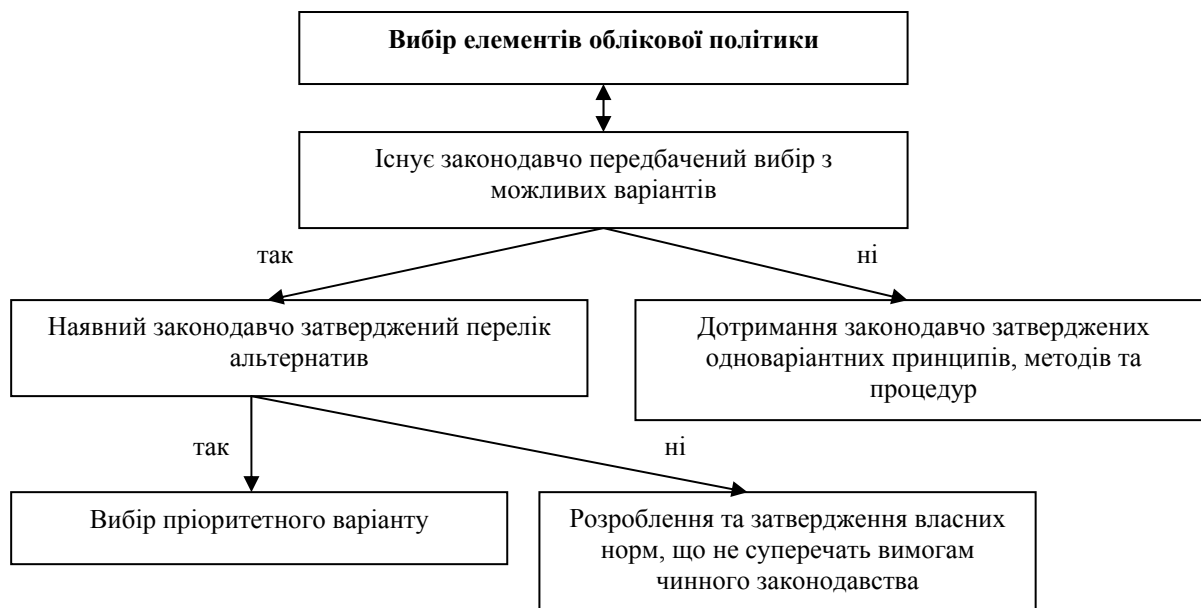 Вибір елементів облікової політики
Існує законодавчо передбачений вибір з
можливих варіантів
так
ні
Наявний законодавчо затверджений перелік
альтернатив
Дотримання законодавчо затверджених
одноваріантних принципів, методів та
процедур
так
ні
Вибір пріоритетного варіанту
Розроблення та затвердження власних
норм, що не суперечать вимогам
чинного законодавства